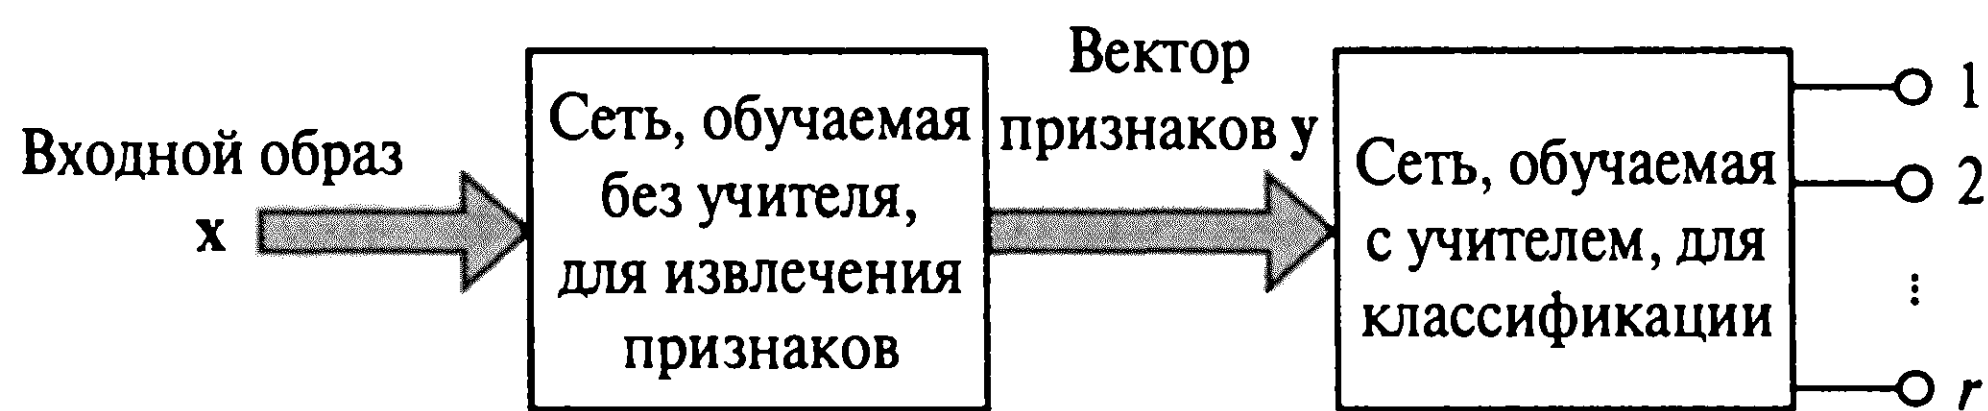 Входной образ
x
Сеть, обучаемая
без учителя,
для извлечения
признаков
Вектор
признаков y
Сеть, обучаемая
с учителем, для
классификации
1
2
⋮
r